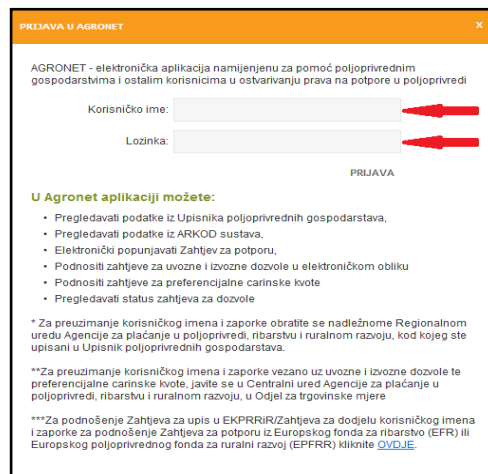 PRIJAVA U AGRONET x
AGRONET - elektronička aplikacija namijenjenu za pomoć poljoprivrednim
gospodarstvima i ostalim korisnicima u ostvarivanju prava na potpore u poljoprivredi
Korisničko ime:
Lozinka:
PRIJAVA
U Agronet aplikaciji možete:
• Pregledavati podatke iz Upisnika poljoprivrednih gospodarstava,
• Pregledavati podatke iz ARKOD sustava,
• Elektronički popunjavati Zahtjev za potporu,
• Podnositi zahtjeve za uvozne i izvozne dozvole u elektroničkom obliku
• Podnositi zahtjeve za preferencijalne carinske kvote
• Pregledavati status zahtjeva za dozvole
* Za preuzimanje korisničkog imena i zaporke obratite se nadležnome Regionalnom
uredu Agencije za plaćanje u poljoprivredi, ribarstvu i ruralnom razvoju, kod kojeg ste
upisani u Upisnik poljoprivrednih gospodarstava.
**Za preuzimanje korisničkog imena i zaporke vezano uz uvozne i izvozne dozvole te
preferencijalne carinske kvote, javite se u Centralni ured Agencije za plaćanje u
poljoprivredi, ribarstvu i ruralnom razvoju, u Odjel za trgovinske mjere
***Za podnošenje Zahtjeva za upis u EKPRRiR/Zahtjeva za dodjelu korisničkog imena
i zaporke za podnošenje Zahtjeva za potporu iz Europskog fonda za ribarstvo (EFR) ili
Europskog poljoprivrednog fonda za ruralni razvoj (EPFRR) kliknite OVDJE.